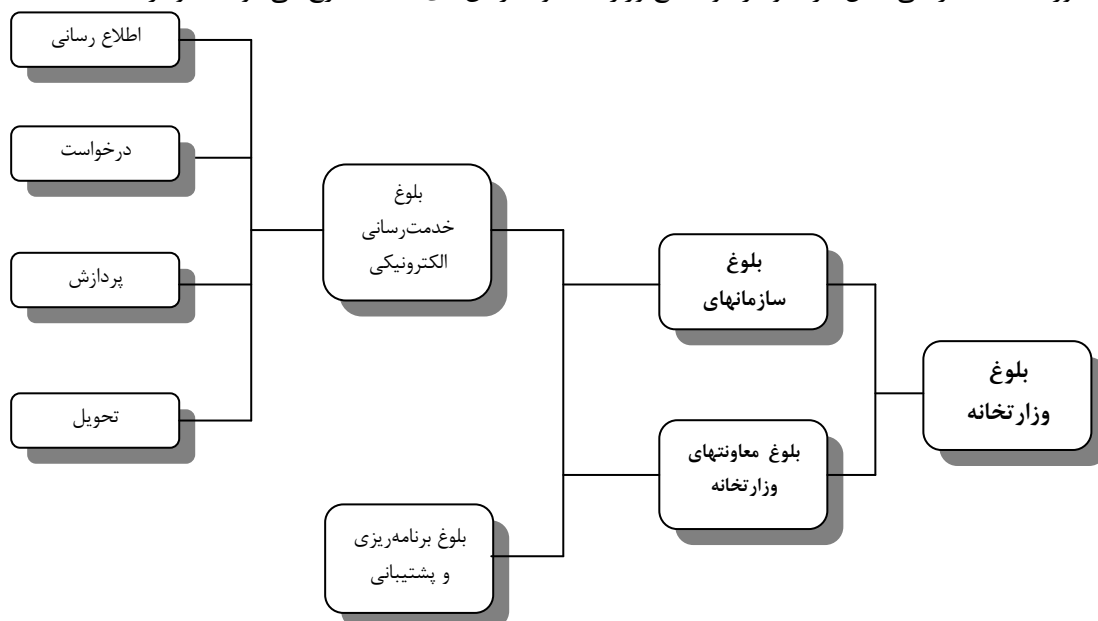 بلوغ
وزارتخانه
بلوغ
سازمانهای
بلوغ معاونتهای
وزارتخانه
بلوغ
خدمت‌رسانی
الکترونیکی
بلوغ برنامه‌ریزی
و پشتیبانی
اطلاع رسانی
درخواست
پردازش
تحویل